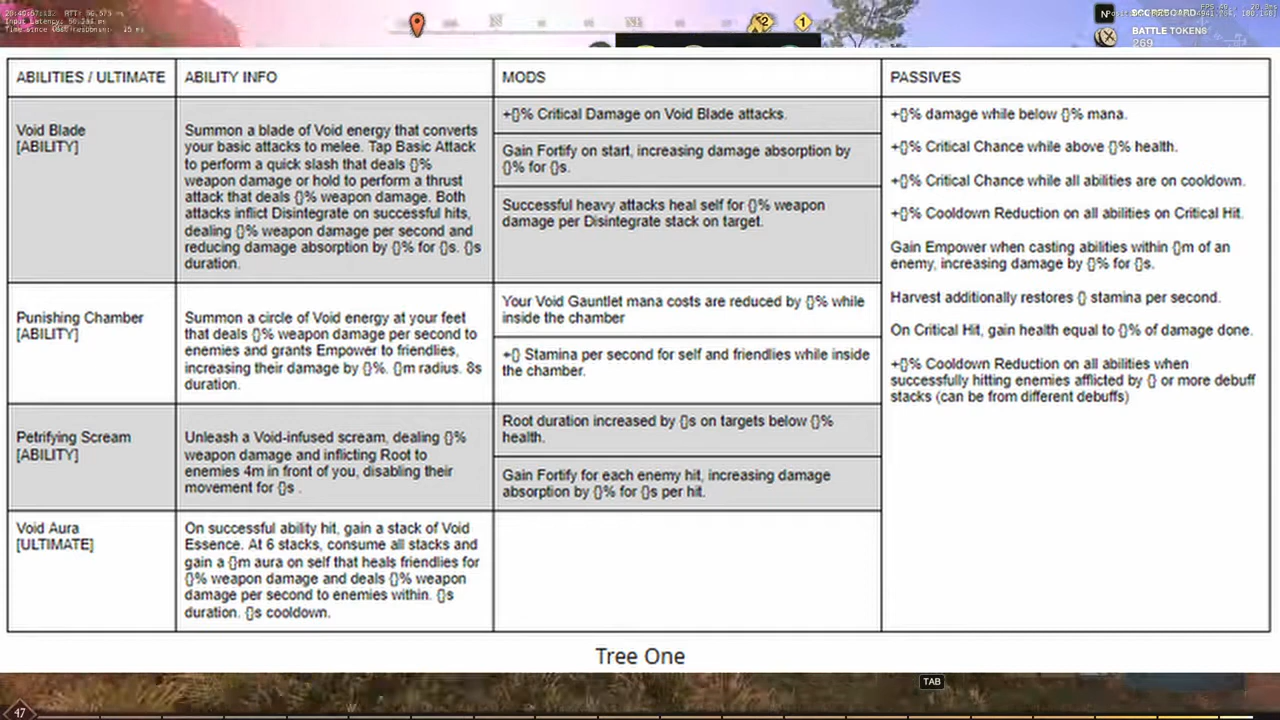 SCOREBOARD
BATTLE TOKENS
269
ABILITIES / ULTIMATE
ABILITY INFO
MODS
PASSIVES
Void Blade
[ABILITY]
Summon a blade of Void energy that converts
your basic attacks to melee. Tap Basic Attack
to perform a quick slash that deals {}%
weapon damage or hold to perform a thrust
attack that deals {}% weapon damage. Both
attacks inflict Disintegrate on successful hits,
dealing {}% weapon damage per second and
reducing damage absorption by {}% for {}s. {}s
duration.
+{}% Critical Damage on Void Blade attacks.
Gain Fortify on start, increasing damage absorption by
{}% for {}s.
Successful heavy attacks heal self for {}% weapon
damage per Disintegrate stack on target.
Punishing Chamber
[ABILITY]
Summon a circle of Void energy at your feet
that deals {}% weapon damage per second to
enemies and grants Empower to friendlies,
increasing their damage by {}%. {}m radius. 8s
duration.
Your Void Gauntlet mana costs are reduced by {}% while
inside the chamber
+{} Stamina per second for self and friendlies while inside
the chamber.
Petrifying Scream
[ABILITY]
Unleash a Void-infused scream, dealing {}%
weapon damage and inflicting Root to
enemies 4m in front of you, disabling their
movement for {}s .
Root duration increased by {}s on targets below {}%
health.
Gain Fortify for each enemy hit, increasing damage
absorption by {}% for {}s per hit.
Void Aura
[ULTIMATE]
On successful ability hit, gain a stack of Void
Essence. At 6 stacks, consume all stacks and
gain a {}m aura on self that heals friendlies for
{}% weapon damage and deals {}% weapon
damage per second to enemies within. {}s
duration. {}s cooldown.
+{}% damage while below {}% mana.
+{}% Critical Chance while above {}% health.
+{}% Critical Chance while all abilities are on cooldown.
+{}% Cooldown Reduction on all abilities on Critical Hit.
Gain Empower when casting abilities within {}m of an
enemy, increasing damage by {}% for {}s.
Harvest additionally restores {} stamina per second.
On Critical Hit, gain health equal to {}% of damage done.
+{}% Cooldown Reduction on all abilities when
successfully hitting enemies afflicted by {} or more debuff
stacks (can be from different debuffs)
Tree One
TAB
47